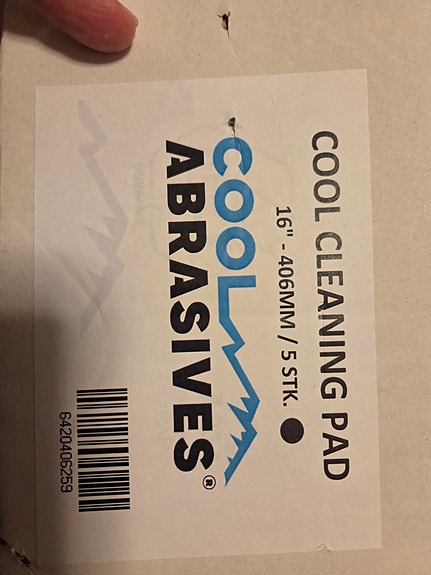 COOL CLEANING PAD
16" - 406MM / 5 STK.
COOL
ABRASIVES®
6420406259